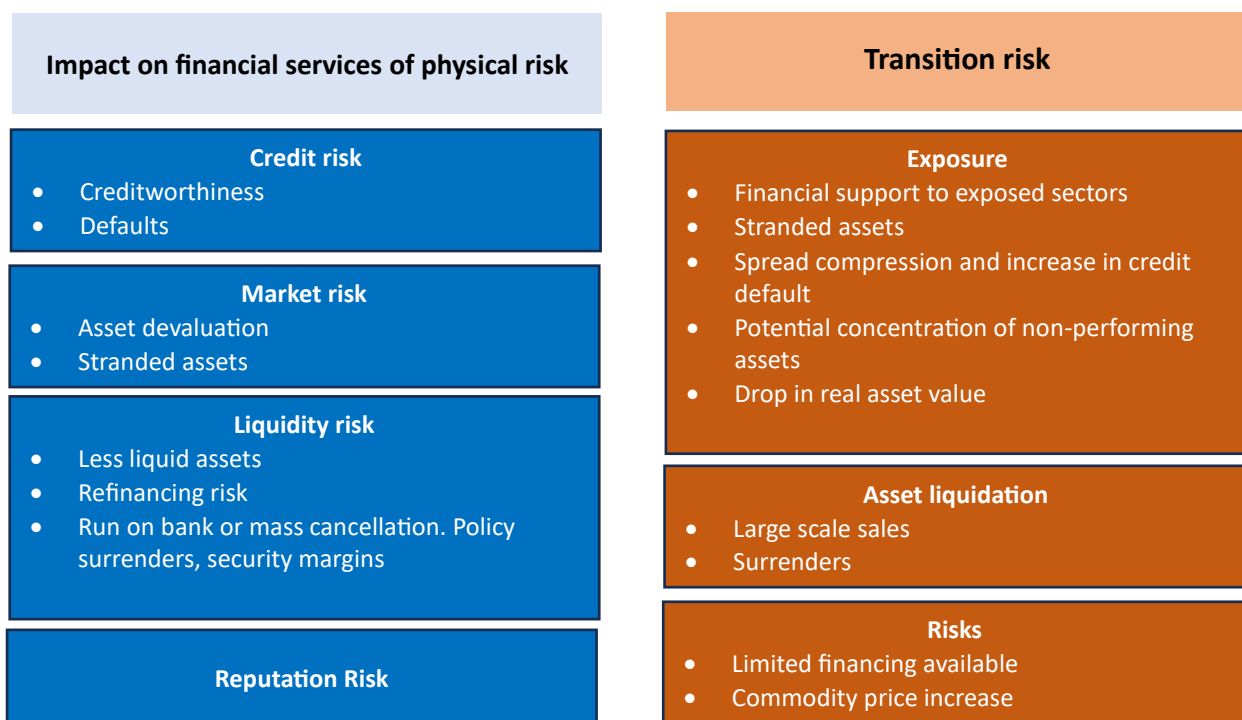 Impact on financial services of physical risk
Credit risk
• Creditworthiness
• Defaults
Market risk
• Asset devaluation
• Stranded assets
Liquidity risk
• Less liquid assets
• Refinancing risk
• Run on bank or mass cancellation. Policy
surrenders, security margins
Reputation Risk
Transition risk
Exposure
• Financial support to exposed sectors
• Stranded assets
• Spread compression and increase in credit
default
• Potential concentration of non-performing
assets
• Drop in real asset value
Asset liquidation
• Large scale sales
• Surrenders
Risks
• Limited financing available
• Commodity price increase